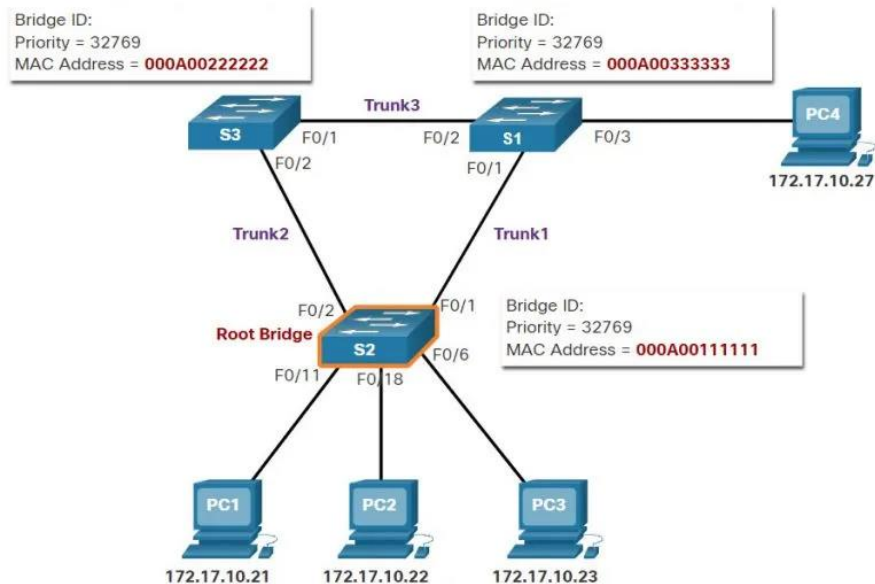 Bridge ID:
Priority = 32769
MAC Address = 000A00222222
Bridge ID:
Priority = 32769
MAC Address = 000A00333333
Trunk3
S3
F0/1
F0/2
S1
F0/3
PC4
F0/2
F0/1
172.17.10.27
Trunk2
Trunk1
F0/2
F0/1
Bridge ID:
Priority = 32769
MAC Address = 000A00111111
Root Bridge
S2
F0/6
F0/11
F0/18
PC1
PC2
PC3
172.17.10.21
172.17.10.22
172.17.10.23